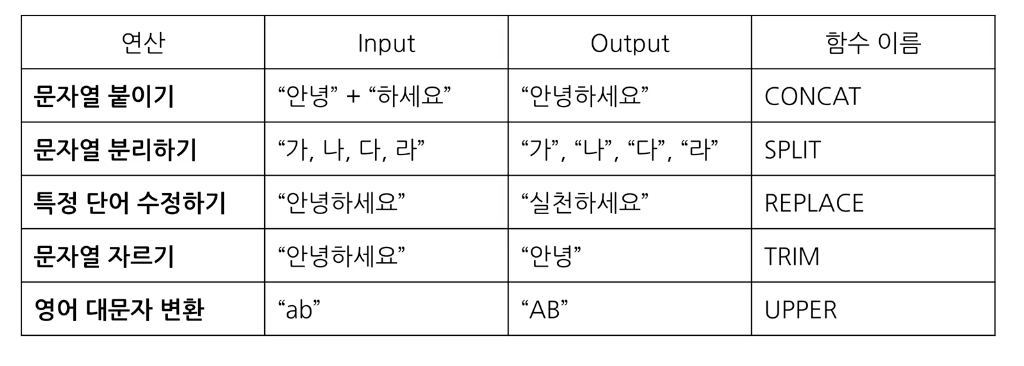 연산 Input Output 함수 이름
문자열 붙이기 “안녕” + “하세요” “안녕하세요” CONCAT
문자열 분리하기 “가, 나, 다, 라” “가”, “나”, “다”, “라” SPLIT
특정 단어 수정하기 “안녕하세요” “실천하세요” REPLACE
문자열 자르기 “안녕하세요” “안녕” TRIM
영어 대문자 변환 “ab” “AB” UPPER